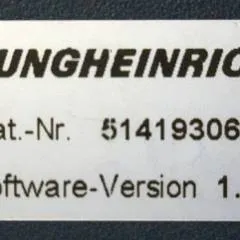 UNGHEINRIC
at.-Nr. 51419306
oftware-Version 1.